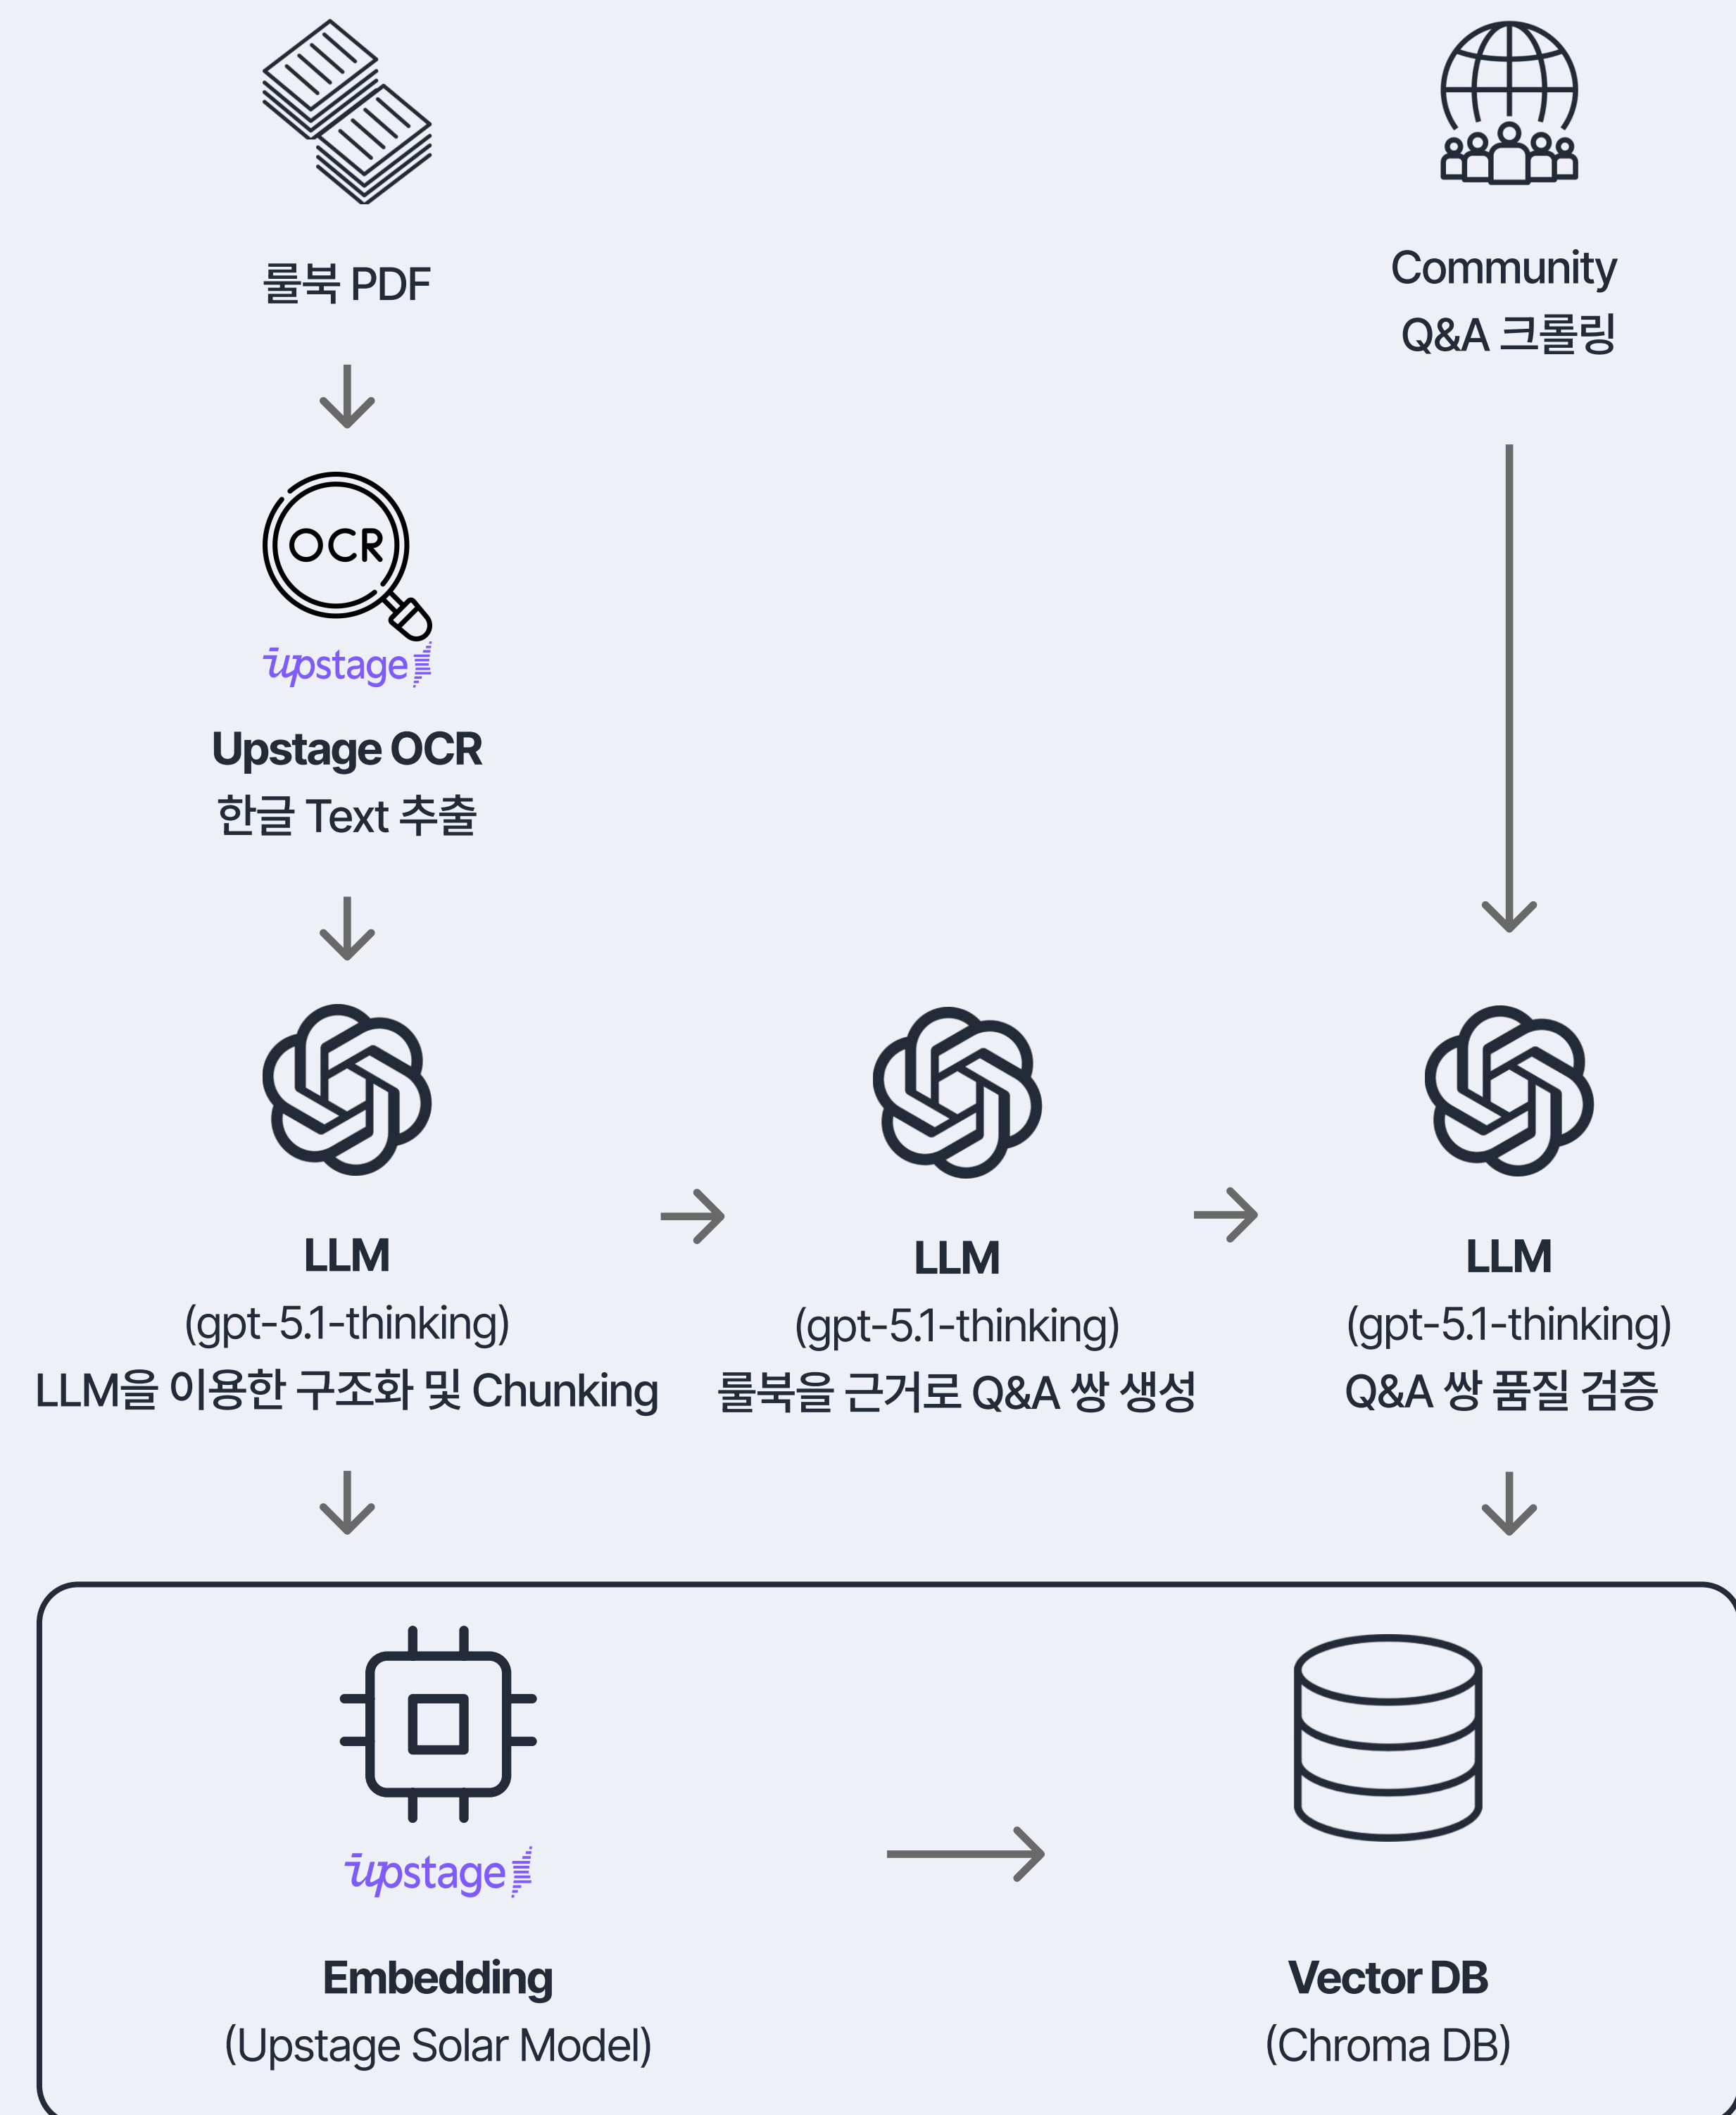 룰북 PDF
Community
Q&A 크롤링
OCR
upstage
Upstage OCR
한글 Text 추출
LLM
(gpt-5.1-thinking)
LLM을 이용한 구조화 및 Chunking
LLM
(gpt-5.1-thinking)
룰북을 근거로 Q&A 쌍 생성
LLM
(gpt-5.1-thinking)
Q&A 쌍 품질 검증
upstage
Embedding
(Upstage Solar Model)
Vector DB
(Chroma DB)